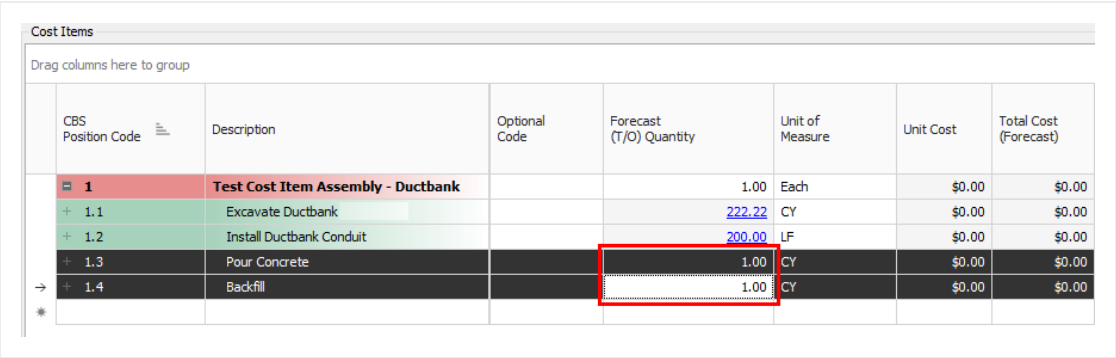 Cost Items
Drag columns here to group
CBS
Position Code
Description
Optional
Code
Forecast
(T/O) Quantity
Unit of
Measure
Unit Cost
Total Cost
(Forecast)
1 Test Cost Item Assembly - Ductbank 1.00 Each $0.00 $0.00
+ 1.1 Excavate Ductbank 222.22 CY $0.00 $0.00
+ 1.2 Install Ductbank Conduit 200.00 LF $0.00 $0.00
+ 1.3 Pour Concrete 1.00 CY $0.00 $0.00
+ 1.4 Backfill 1.00 CY $0.00 $0.00